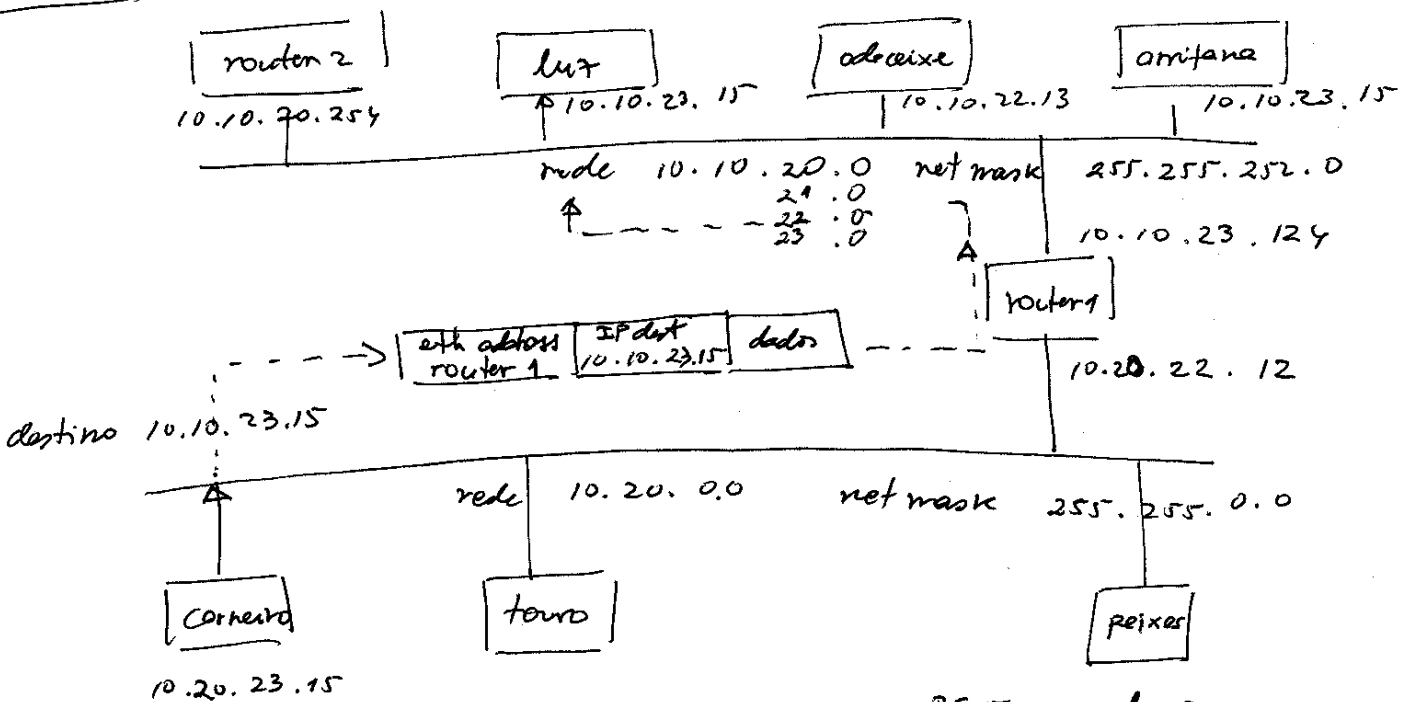 router 2
luz
odeceixe
arrifana
10.10.20.254
10.10.23.15
10.10.22.13
10.10.23.15
rede 10.10.20.0 net mask 255.255.252.0
21.0
22.0
23.0
10.10.23.124
router 1
eth address router 1
IP dest 10.10.23.15
dados
10.20.22.12
destino 10.10.23.15
rede 10.20.0.0 net mask 255.255.0.0
carneiro
touro
peixes
10.20.23.15